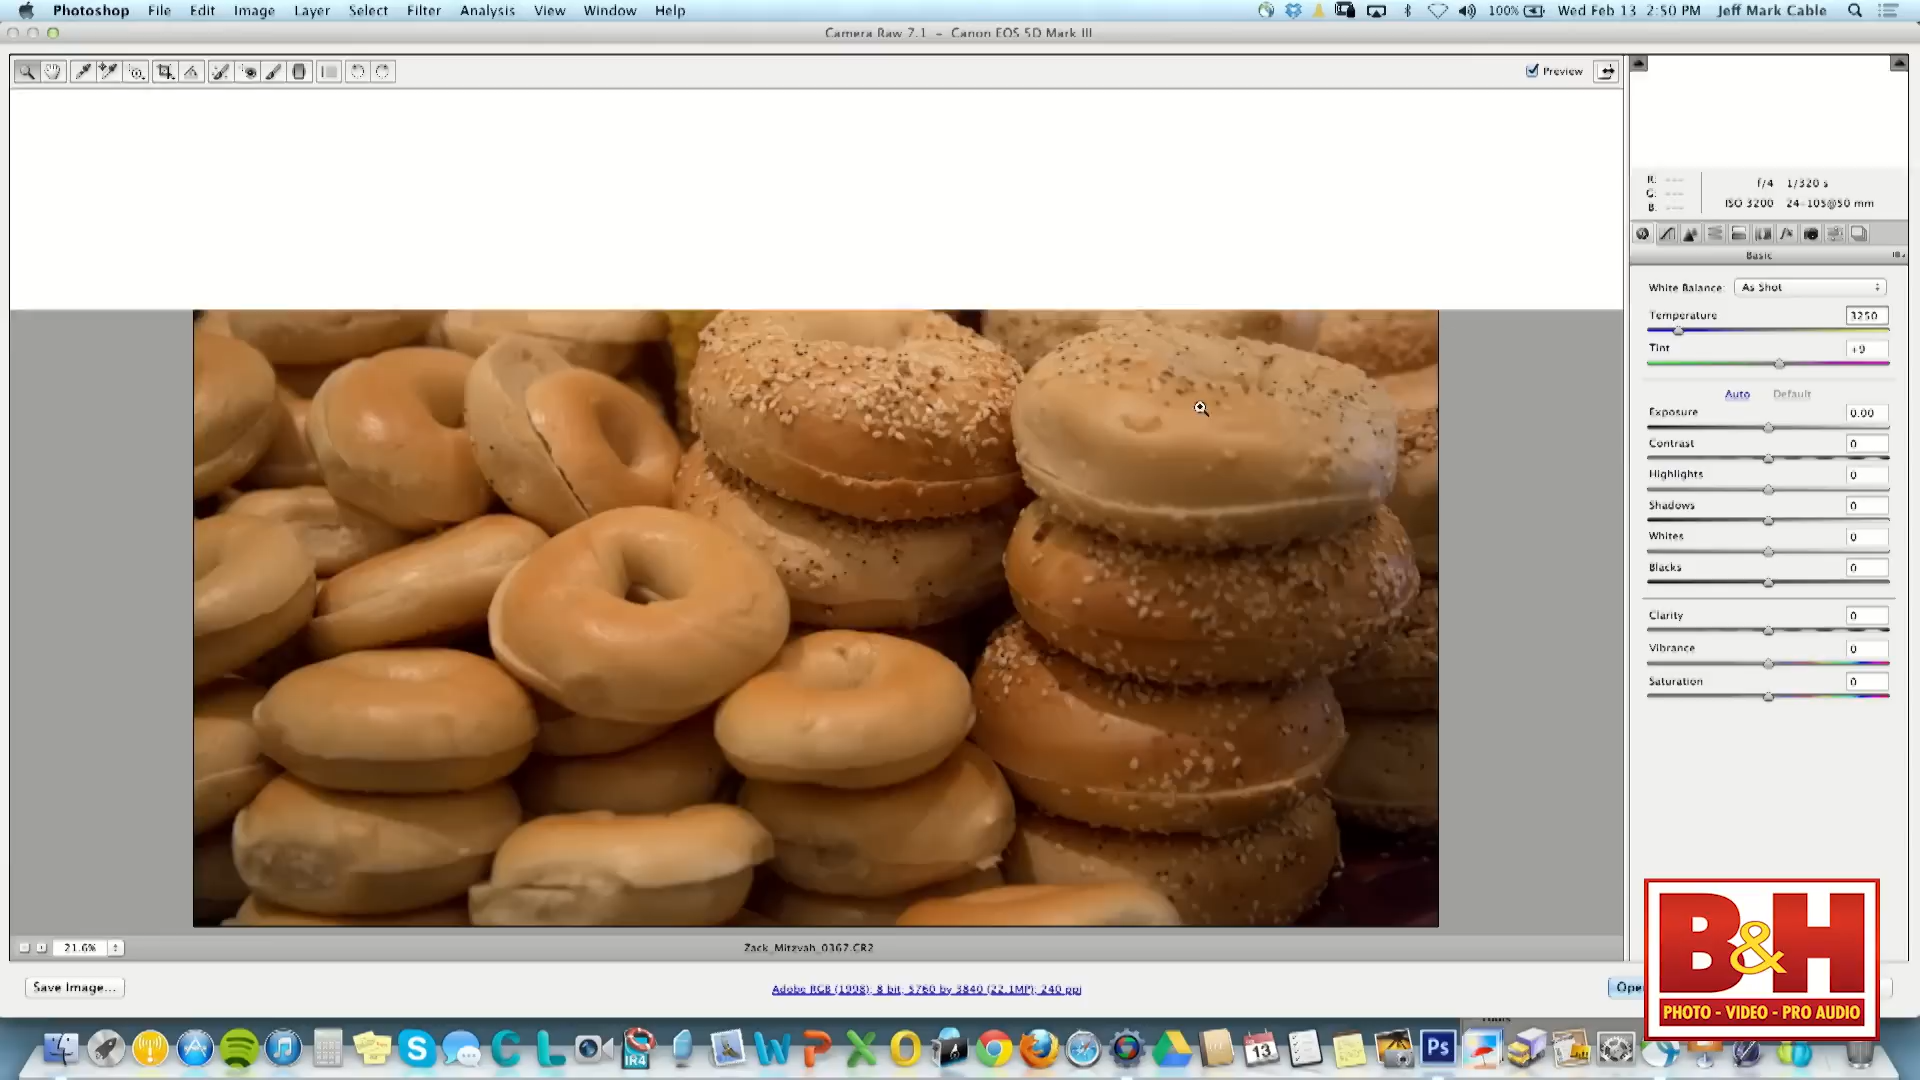 Photoshop File Edit Image Layer Select Filter Analysis View Window Help 100% Wed Feb 13 2:50 PM Jeff Mark Cable
Camera Raw 7.1 - Canon EOS 5D Mark III
Preview
R: ---
G: ---
B: ---
f/4 1/320 s
ISO 3200 24-105@50 mm
Basic
White Balance: As Shot
Temperature 3250
Tint +9
Auto Default
Exposure 0.00
Contrast 0
Highlights 0
Shadows 0
Whites 0
Blacks 0
Clarity 0
Vibrance 0
Saturation 0
21.6% Zack_Mitzvah_0367.CR2
Save Image... Adobe RGB (1998); 8 bit; 5760 by 3840 (22.1MP); 240 ppi
B&H
PHOTO - VIDEO - PRO AUDIO
IR4
13
Ps